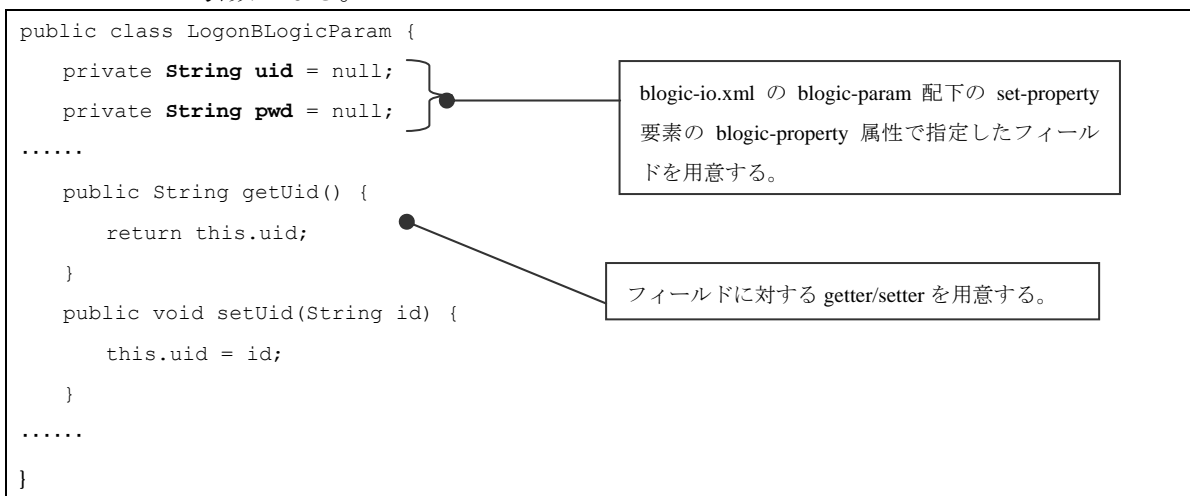 public class LogonBLogicParam {
private String uid = null;
private String pwd = null;
......
public String getUid() {
return this.uid;
}
public void setUid(String id) {
this.uid = id;
}
......
}
blogic-io.xml の blogic-param 配下の set-property
要素の blogic-property 属性で指定したフィール
ドを用意する。
フィールドに対する getter/setter を用意する。